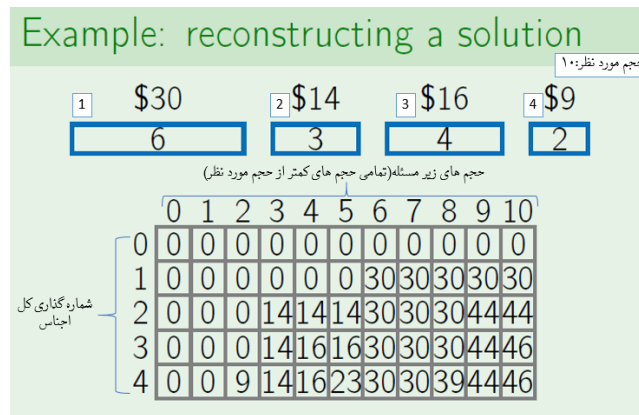 Example: reconstructing a solution
حجم مورد نظر:۱۰
1 $30 2 $14 3 $16 4 $9
6 3 4 2
حجم های زیر مسئله(تمامی حجم های کمتر از حجم مورد نظر)
0 1 2 3 4 5 6 7 8 9 10
0 0 0 0 0 0 0 0 0 0 0 0
1 0 0 0 0 0 0 30 30 30 30 30
2 0 0 0 14 14 14 30 30 30 44 44
شماره گذاری کل
اجناس
3 0 0 0 14 16 16 30 30 30 44 46
4 0 0 9 14 16 23 30 30 39 44 46